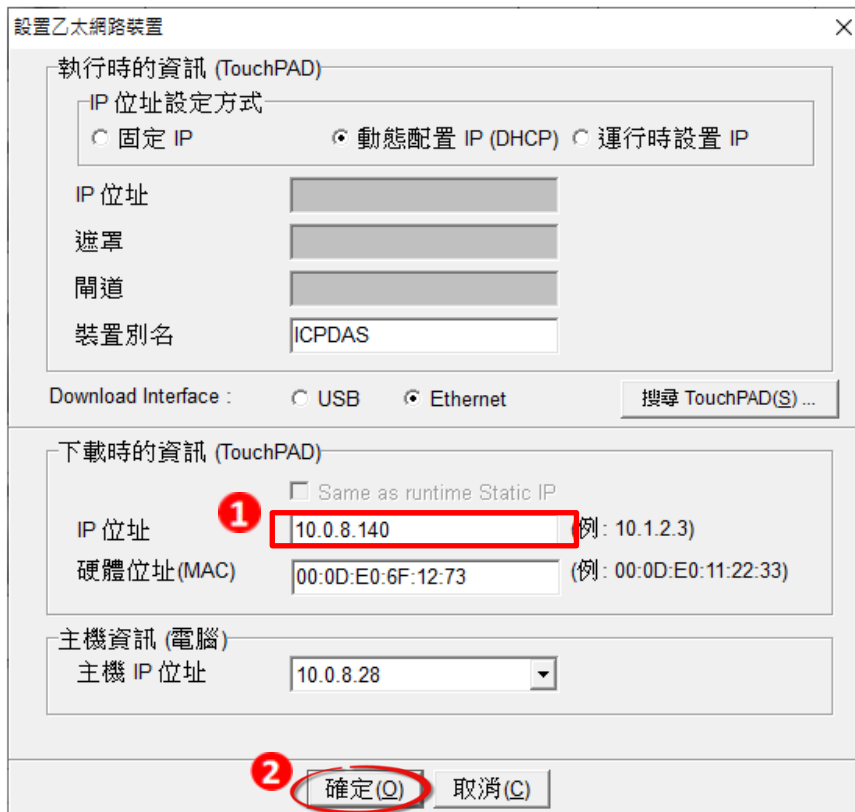 設置乙太網路裝置
執行時的資訊 (TouchPAD)
IP 位址設定方式
固定 IP 動態配置 IP (DHCP) 運行時設置 IP
IP 位址
遮罩
閘道
裝置別名 ICPDAS
Download Interface : USB Ethernet 搜尋 TouchPAD(S) ...
下載時的資訊 (TouchPAD)
Same as runtime Static IP
1 IP 位址 10.0.8.140 (例 : 10.1.2.3)
硬體位址(MAC) 00:0D:E0:6F:12:73 (例 : 00:0D:E0:11:22:33)
主機資訊 (電腦)
主機 IP 位址 10.0.8.28
2 確定(O) 取消(C)